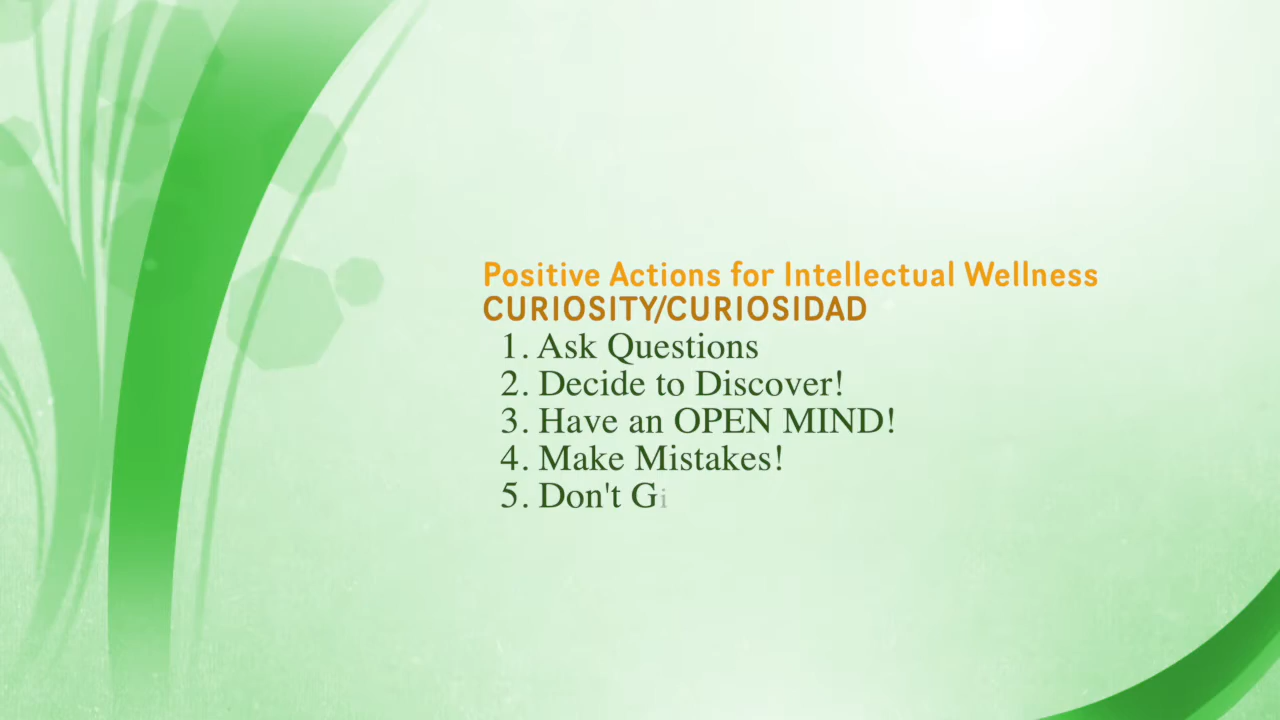 Positive Actions for Intellectual Wellness
CURIOSITY/CURIOSIDAD
1. Ask Questions
2. Decide to Discover!
3. Have an OPEN MIND!
4. Make Mistakes!
5. Don't Gi